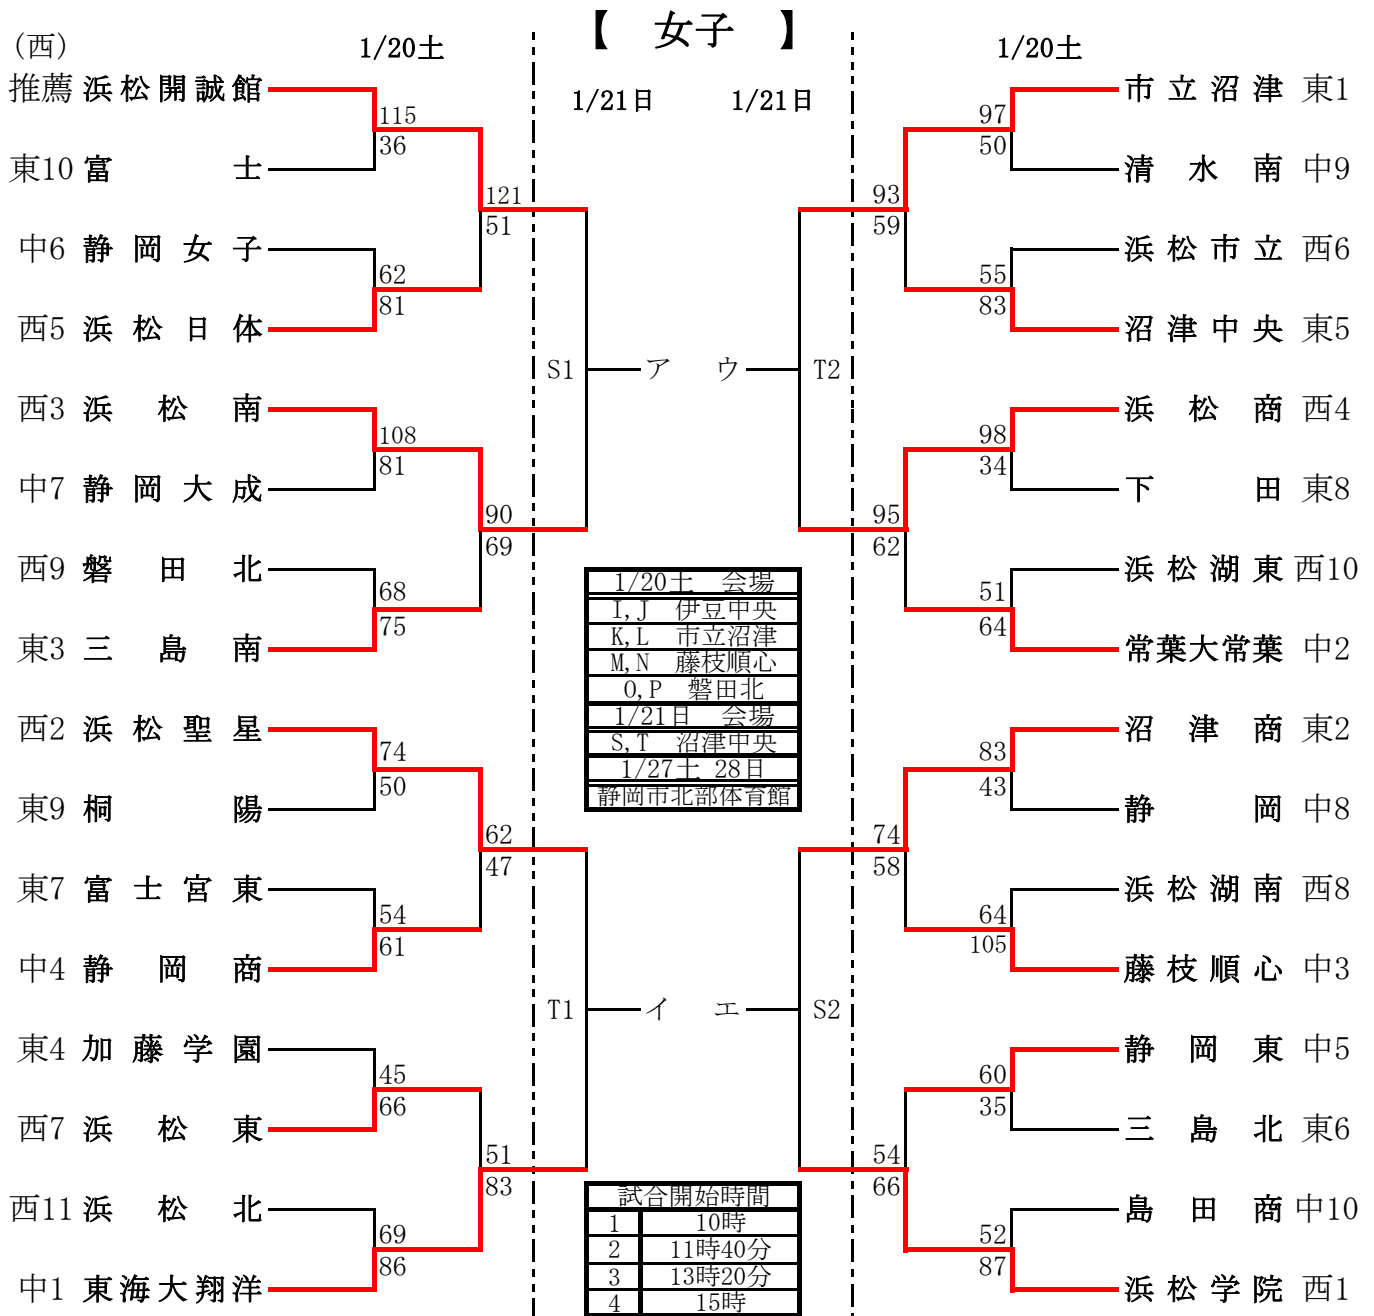 【 女子 】
(西) 1/20土 1/20土
1/21日 1/21日
推薦 浜松開誠館
115
36
東10 富士
121
51
中6 静岡女子
62
81
西5 浜松日体
S1 ア
西3 浜松南
108
81
中7 静岡大成
90
69
西9 磐田北
68
75
東3 三島南
西2 浜松聖星
74
50
東9 桐陽
62
47
東7 富士宮東
54
61
中4 静岡商
T1 イ
東4 加藤学園
45
66
西7 浜松東
51
83
西11 浜松北
69
86
中1 東海大翔洋
1/20土 会場
I,J 伊豆中央
K,L 市立沼津
M,N 藤枝順心
O,P 磐田北
1/21日 会場
S,T 沼津中央
1/27土 28日
静岡市北部体育館
試合開始時間
1 10時
2 11時40分
3 13時20分
4 15時
市立沼津 東1
97
50
清水南 中9
93
59
浜松市立 西6
55
83
沼津中央 東5
ウ T2
浜松商 西4
98
34
下田 東8
95
62
浜松湖東 西10
51
64
常葉大常葉 中2
沼津商 東2
83
43
静岡 中8
74
58
浜松湖南 西8
64
105
藤枝順心 中3
エ S2
静岡東 中5
60
35
三島北 東6
54
66
島田商 中10
52
87
浜松学院 西1